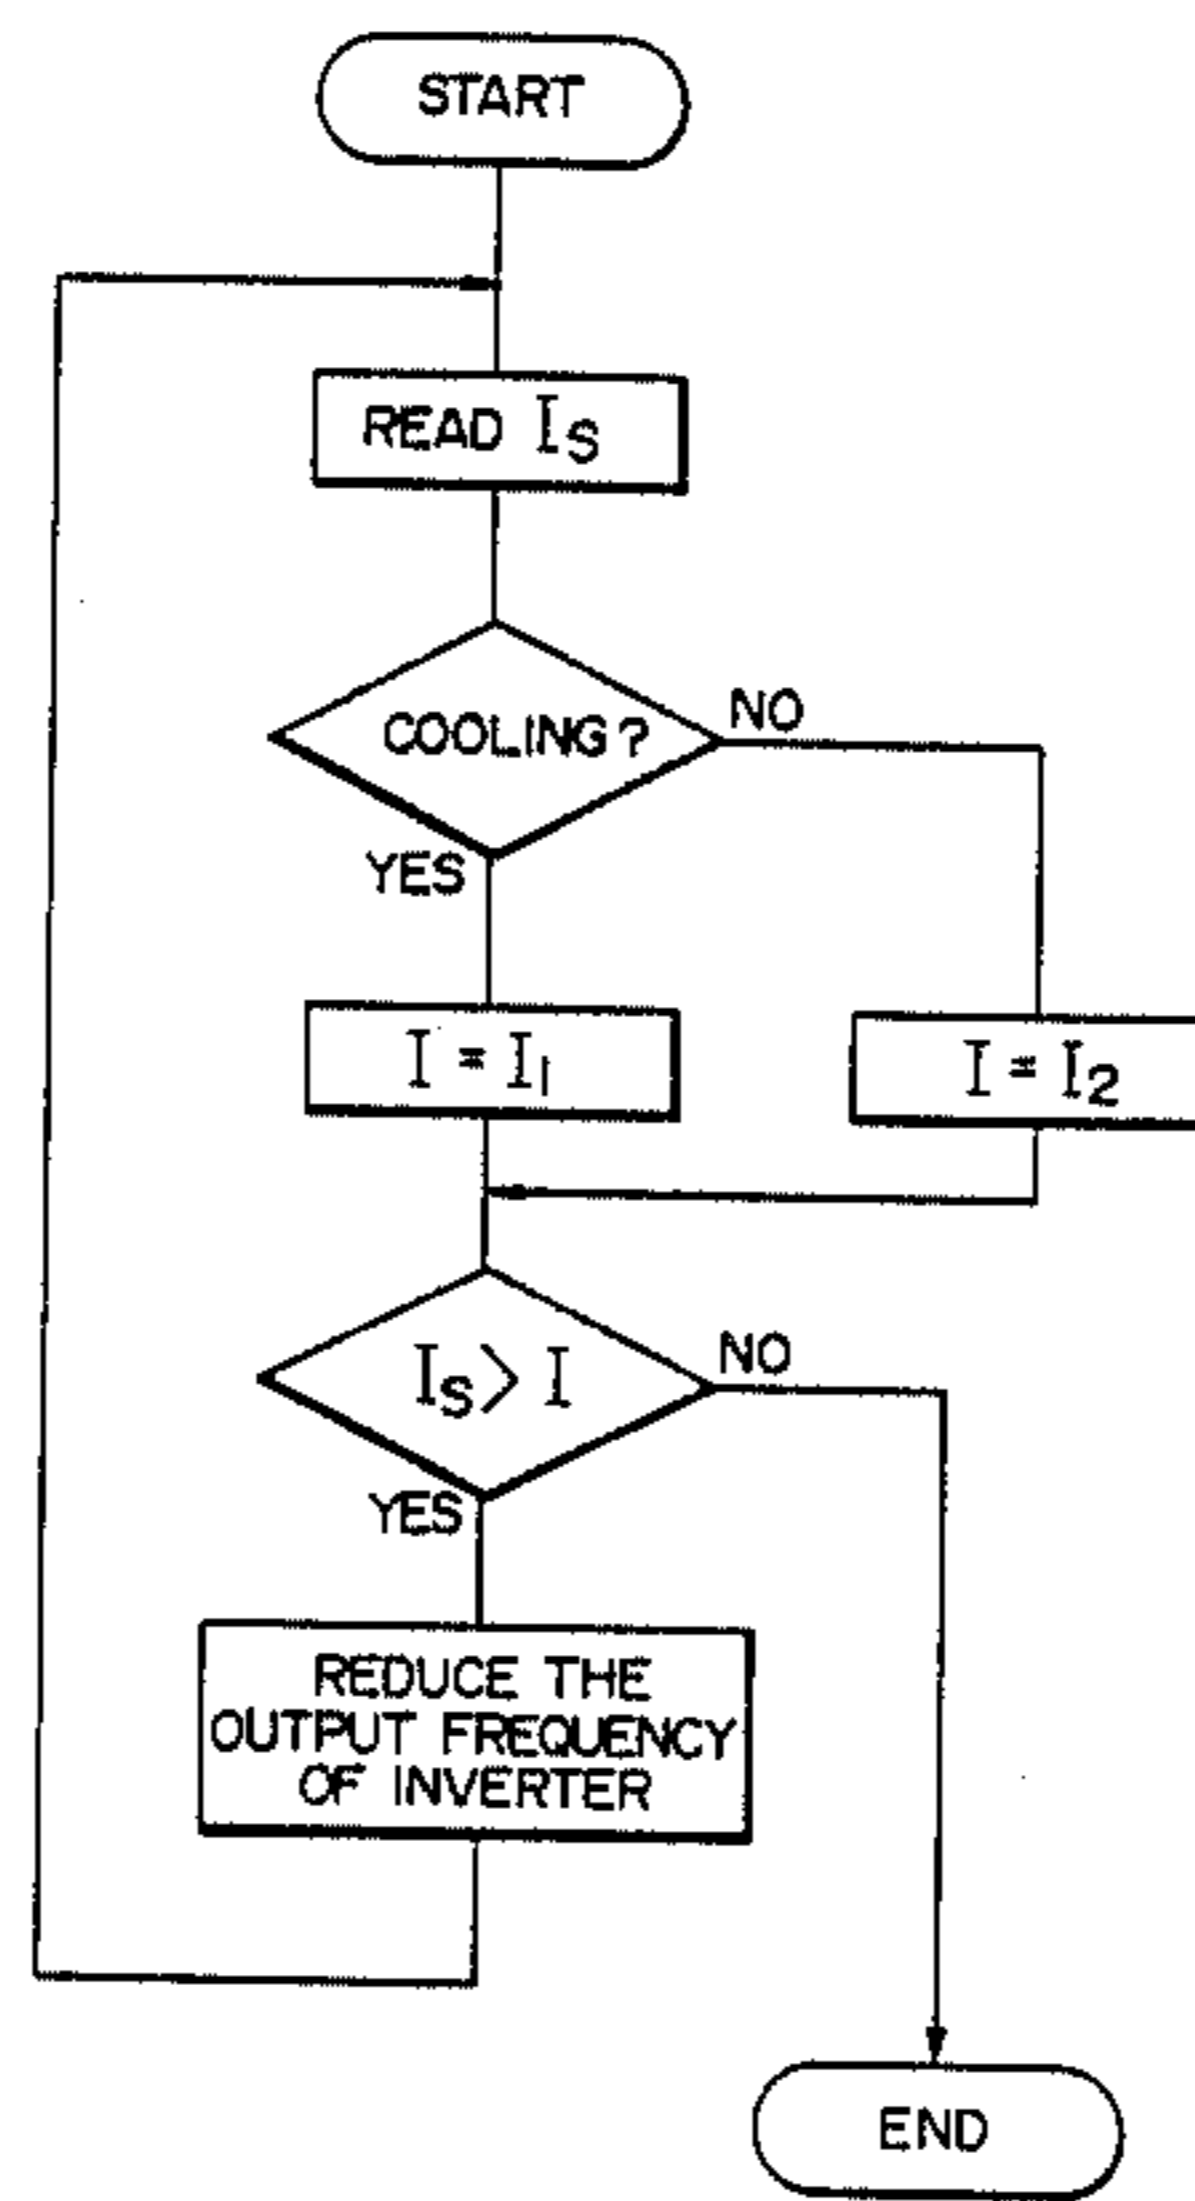 START
READ Is
COOLING?
NO
YES
I = I1
I = I2
Is > I
NO
YES
REDUCE THE
OUTPUT FREQUENCY
OF INVERTER
END